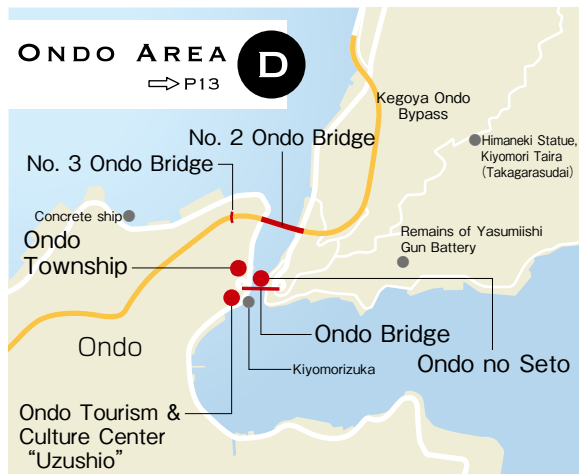 ONDO AREA
⇨P13
D
Kegoya Ondo
Bypass
No. 2 Ondo Bridge
Himaneki Statue,
Kiyomori Taira
(Takagarasudai)
No. 3 Ondo Bridge
Concrete ship
Ondo
Township
Remains of Yasumiishi
Gun Battery
Ondo Bridge
Ondo
Ondo no Seto
Kiyomorizuka
Ondo Tourism &
Culture Center
“Uzushio”